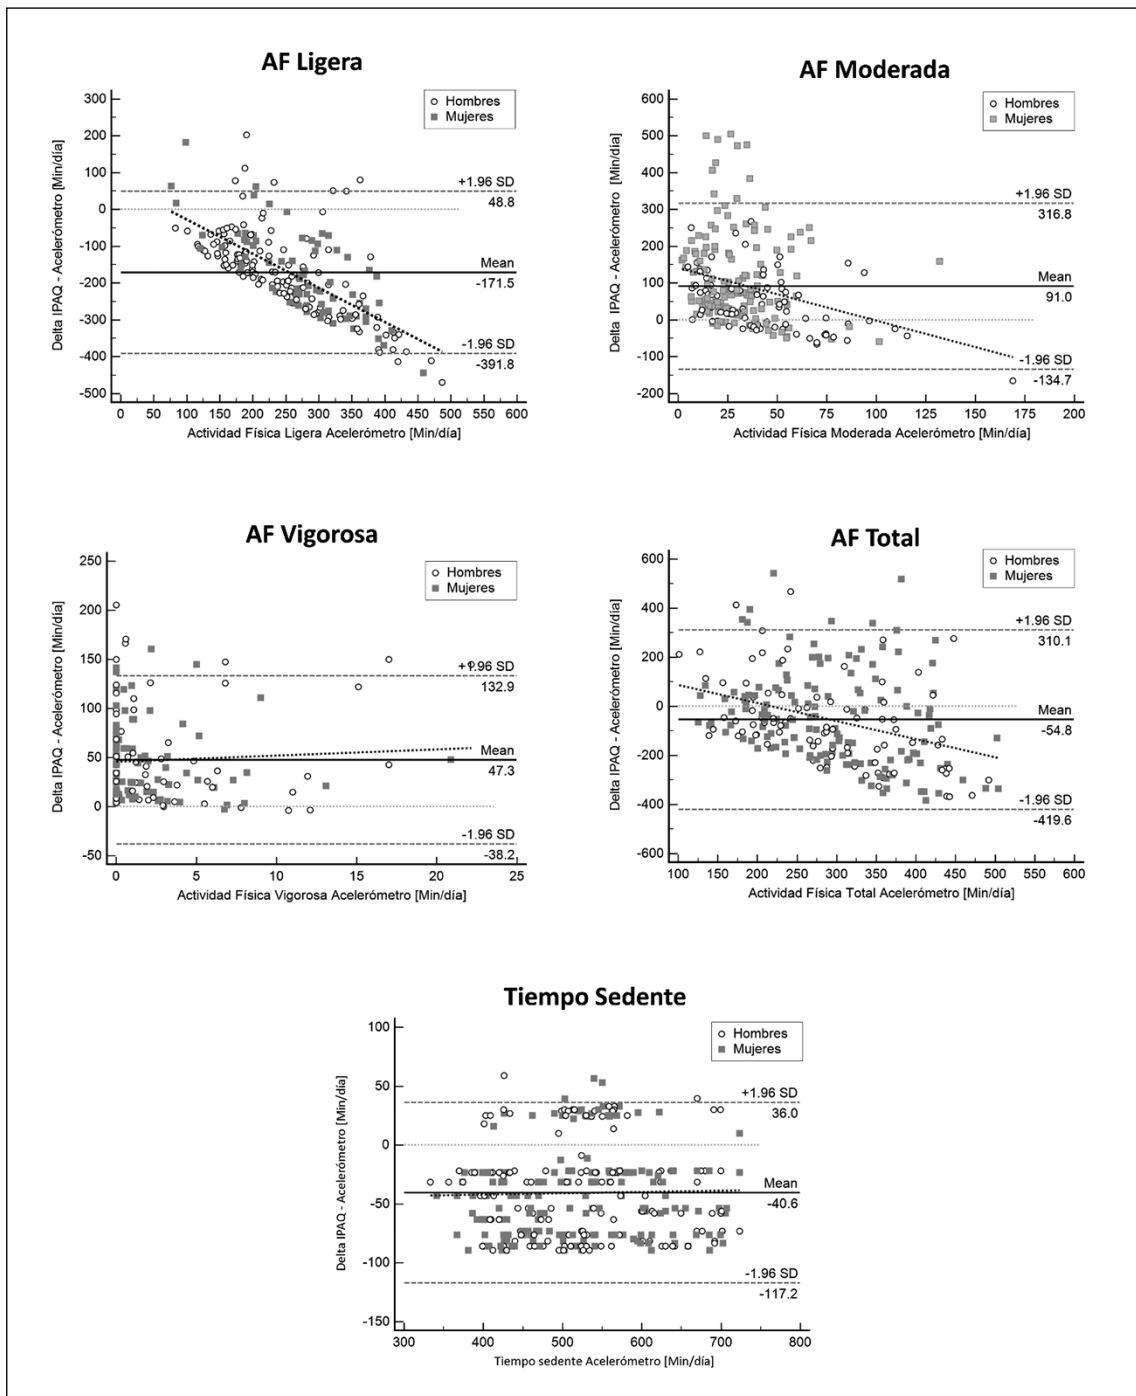 AF Ligera
Hombres
Mujeres
Delta IPAQ - Acelerómetro [Min/día]
300
200
100
0
-100
-200
-300
-400
-500
+1.96 SD
48.8
Mean
-171.5
-1.96 SD
-391.8
0 50 100 150 200 250 300 350 400 450 500 550 600
Actividad Física Ligera Acelerómetro [Min/día]
AF Moderada
Hombres
Mujeres
Delta IPAQ - Acelerómetro [Min/día]
600
500
400
300
200
100
0
-100
-200
+1.96 SD
316.8
Mean
91.0
-1.96 SD
-134.7
0 25 50 75 100 125 150 175 200
Actividad Física Moderada Acelerómetro [Min/día]
AF Vigorosa
Hombres
Mujeres
Delta IPAQ - Acelerómetro [Min/día]
250
200
150
100
50
0
-50
+1.96 SD
132.9
Mean
47.3
-1.96 SD
-38.2
0 5 10 15 20 25
Actividad Física Vigorosa Acelerómetro [Min/día]
AF Total
Hombres
Mujeres
Delta IPAQ - Acelerómetro [Min/día]
600
400
200
0
-200
-400
-600
+1.96 SD
310.1
Mean
-54.8
-1.96 SD
-419.6
100 150 200 250 300 350 400 450 500 550 600
Actividad Física Total Acelerómetro [Min/día]
Tiempo Sedente
Hombres
Mujeres
Delta IPAQ - Acelerómetro [Min/día]
100
50
0
-50
-100
-150
+1.96 SD
36.0
Mean
-40.6
-1.96 SD
-117.2
300 400 500 600 700 800
Tiempo sedente Acelerómetro [Min/día]